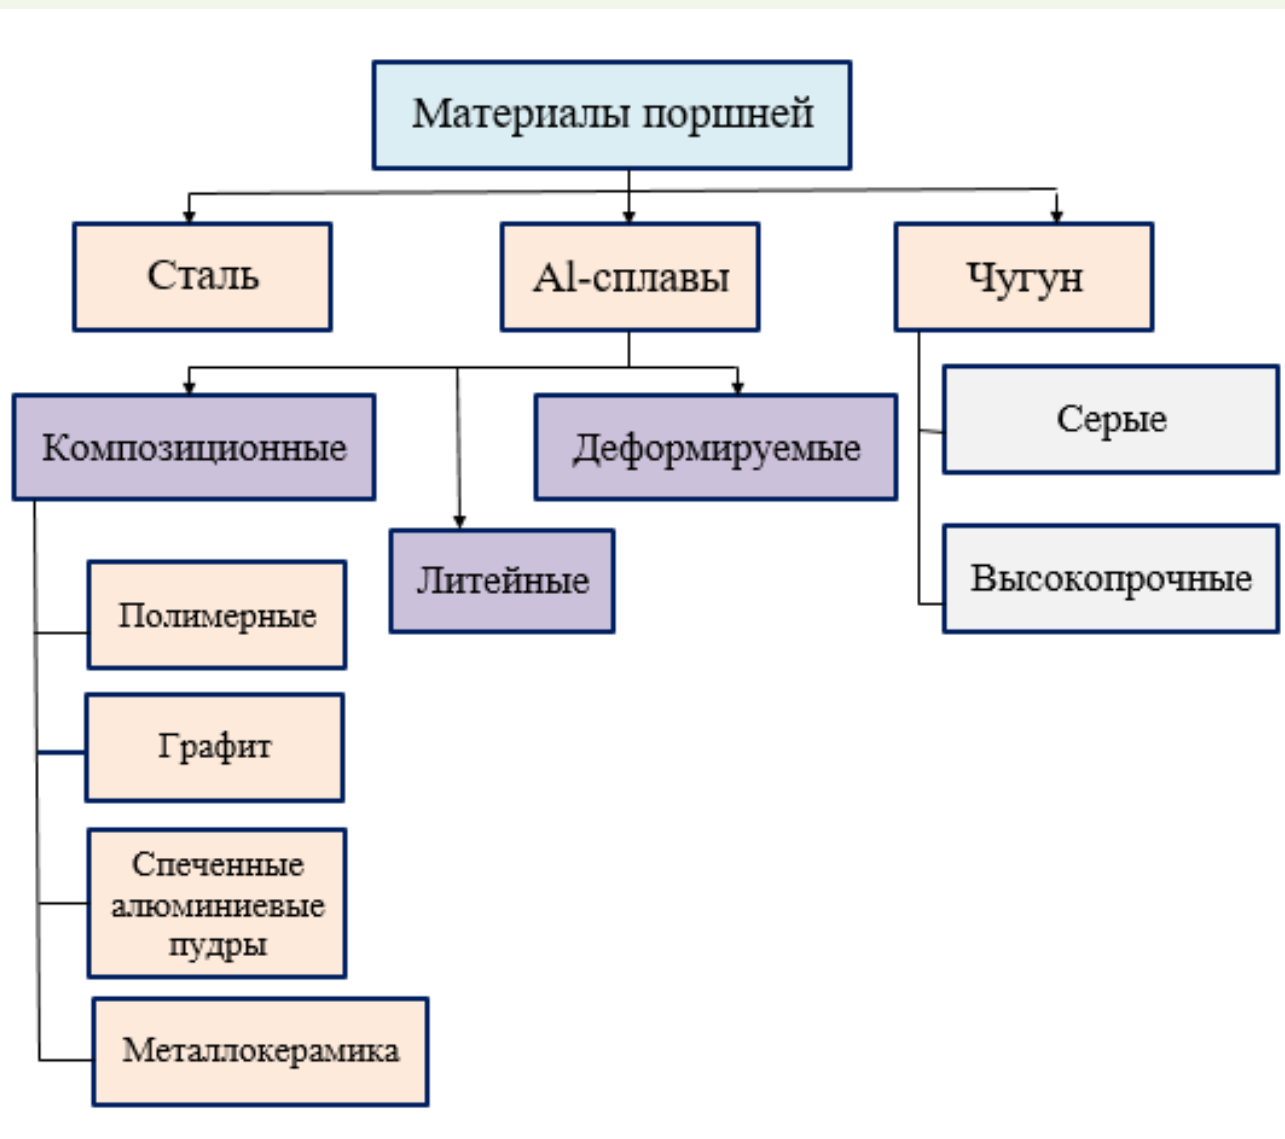 Материалы поршней
Сталь
Al-сплавы
Чугун
Композиционные
Деформируемые
Серые
Литейные
Высокопрочные
Полимерные
Графит
Спеченные
алюминиевые
пудры
Металлокерамика